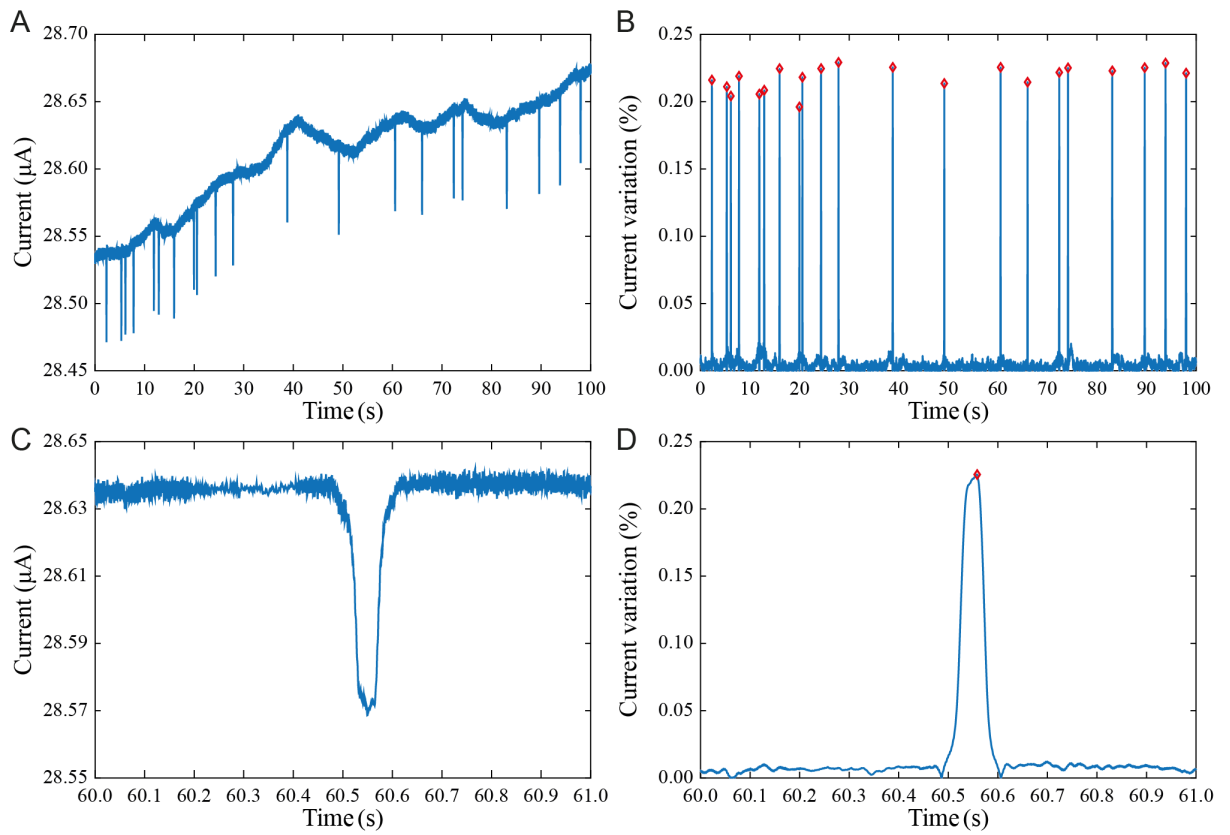 A
28.70
28.65
28.60
28.55
28.50
28.45
Current (µA)
0 10 20 30 40 50 60 70 80 90 100
Time (s)
B
0.25
0.20
0.15
0.10
0.05
0.00
Current variation (%)
0 10 20 30 40 50 60 70 80 90 100
Time (s)
C
28.65
28.63
28.61
28.59
28.57
28.55
Current (µA)
60.0 60.1 60.2 60.3 60.4 60.5 60.6 60.7 60.8 60.9 61.0
Time (s)
D
0.25
0.20
0.15
0.10
0.05
0.00
Current variation (%)
60.0 60.1 60.2 60.3 60.4 60.5 60.6 60.7 60.8 60.9 61.0
Time (s)